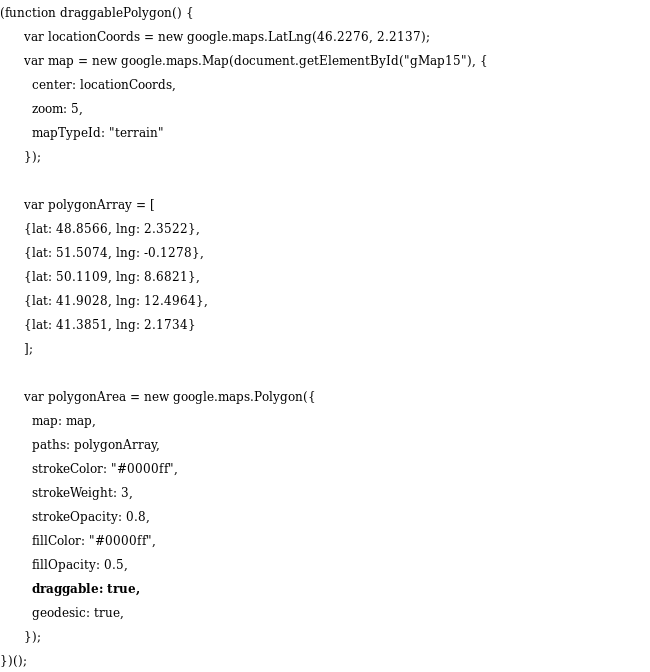 (function draggablePolygon() {
var locationCoords = new google.maps.LatLng(46.2276, 2.2137);
var map = new google.maps.Map(document.getElementById("gMap15"), {
center: locationCoords,
zoom: 5,
mapTypeId: "terrain"
});
var polygonArray = [
{lat: 48.8566, lng: 2.3522},
{lat: 51.5074, lng: -0.1278},
{lat: 50.1109, lng: 8.6821},
{lat: 41.9028, lng: 12.4964},
{lat: 41.3851, lng: 2.1734}
];
var polygonArea = new google.maps.Polygon({
map: map,
paths: polygonArray,
strokeColor: "#0000ff",
strokeWeight: 3,
strokeOpacity: 0.8,
fillColor: "#0000ff",
fillOpacity: 0.5,
draggable: true,
geodesic: true,
});
})();